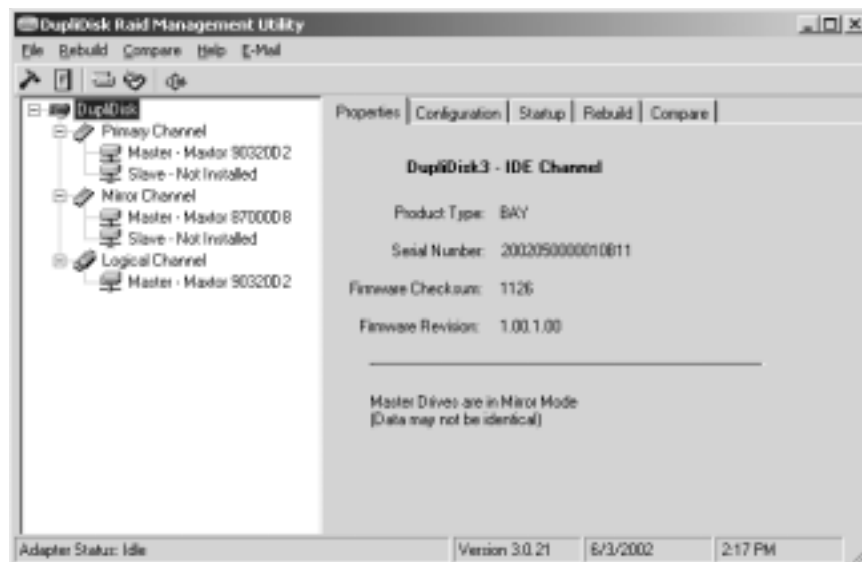 DupliDisk Raid Management Utility
File Rebuild Compare Help E-Mail
DupliDisk
Primary Channel
Master - Maxtor 90320D2
Slave - Not Installed
Mirror Channel
Master - Maxtor 87000D8
Slave - Not Installed
Logical Channel
Master - Maxtor 90320D2
Properties Configuration Startup Rebuild Compare
DupliDisk3 - IDE Channel
Product Type: BAY
Serial Number: 2002050000010B11
Firmware Checksum: 1126
Firmware Revision: 1.00.1.00
Master Drives are in Mirror Mode
(Data may not be identical)
Adapter Status: Idle Version 3.0.21 6/3/2002 2:17 PM